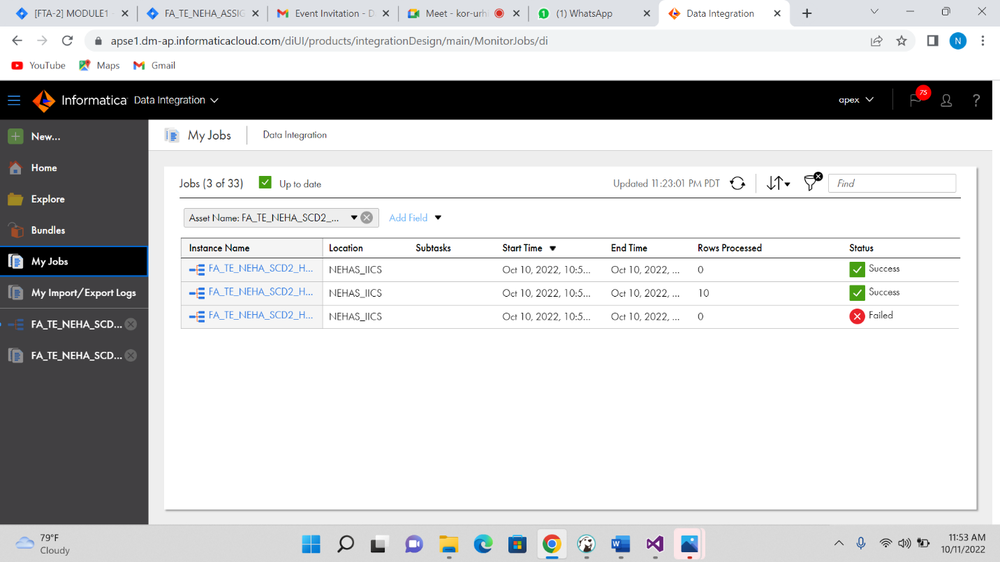 [FTA-2] MODULE1 -
FA_TE_NEHA_ASSIG
Event Invitation - D
Meet - kor-urhi
(1) WhatsApp
Data Integration
apse1.dm-ap.informaticacloud.com/diUI/products/integrationDesign/main/MonitorJobs/di
N
YouTube
Maps
Gmail
Informatica Data Integration
apex
75
?
New...
Home
Explore
Bundles
My Jobs
My Import/Export Logs
FA_TE_NEHA_SCD...
FA_TE_NEHA_SCD...
My Jobs
Data Integration
Jobs (3 of 33)
Up to date
Updated 11:23:01 PM PDT
Find
Asset Name: FA_TE_NEHA_SCD2_...
Add Field
Instance Name Location Subtasks Start Time End Time Rows Processed Status
FA_TE_NEHA_SCD2_H... NEHAS_IICS Oct 10, 2022, 10:5... Oct 10, 2022, ... 0 Success
FA_TE_NEHA_SCD2_H... NEHAS_IICS Oct 10, 2022, 10:5... Oct 10, 2022, ... 10 Success
FA_TE_NEHA_SCD2_H... NEHAS_IICS Oct 10, 2022, 10:5... Oct 10, 2022, ... 0 Failed
79°F
Cloudy
11:53 AM
10/11/2022